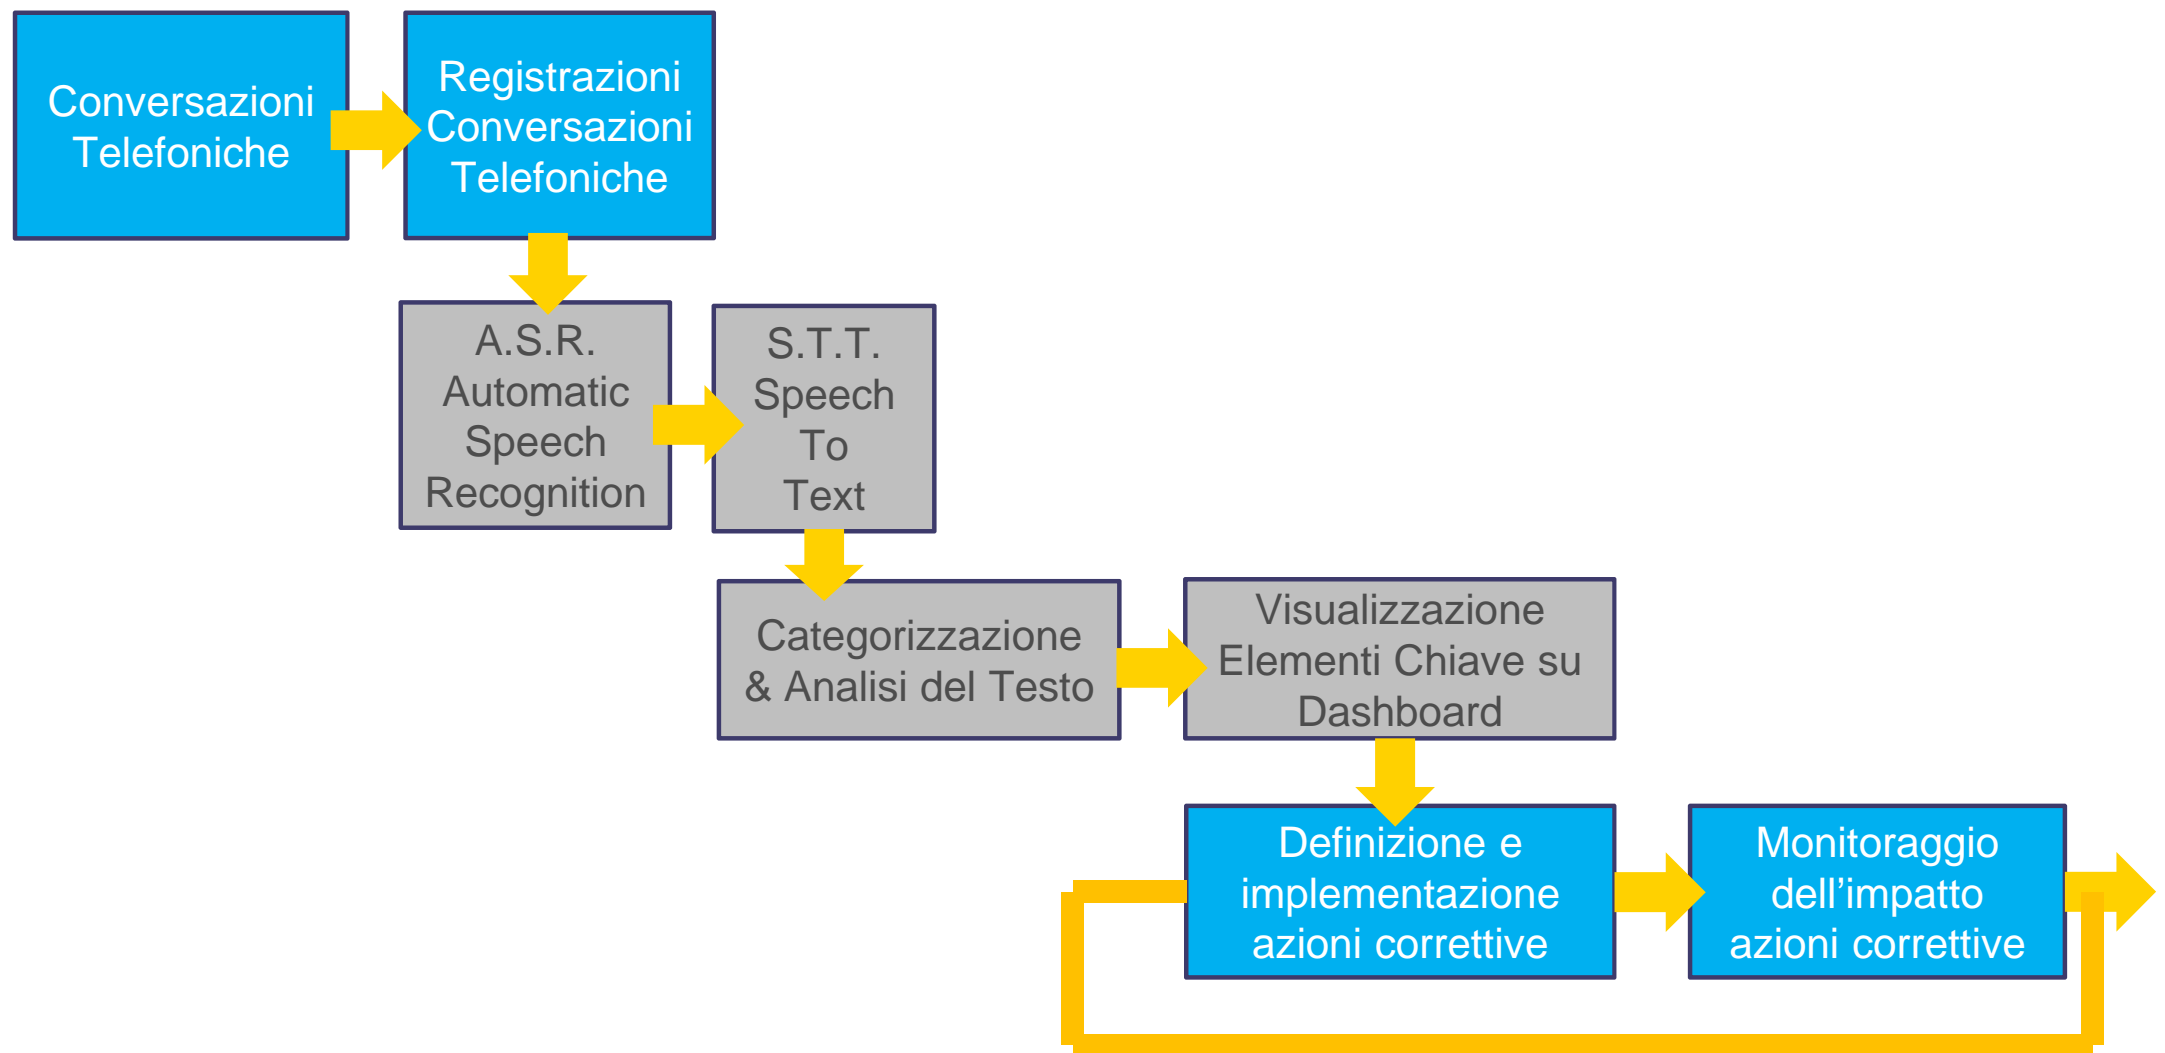 Conversazioni
Telefoniche
Registrazioni
Conversazioni
Telefoniche
A.S.R.
Automatic
Speech
Recognition
S.T.T.
Speech
To
Text
Categorizzazione
& Analisi del Testo
Visualizzazione
Elementi Chiave su
Dashboard
Definizione e
implementazione
azioni correttive
Monitoraggio
dell’impatto
azioni correttive